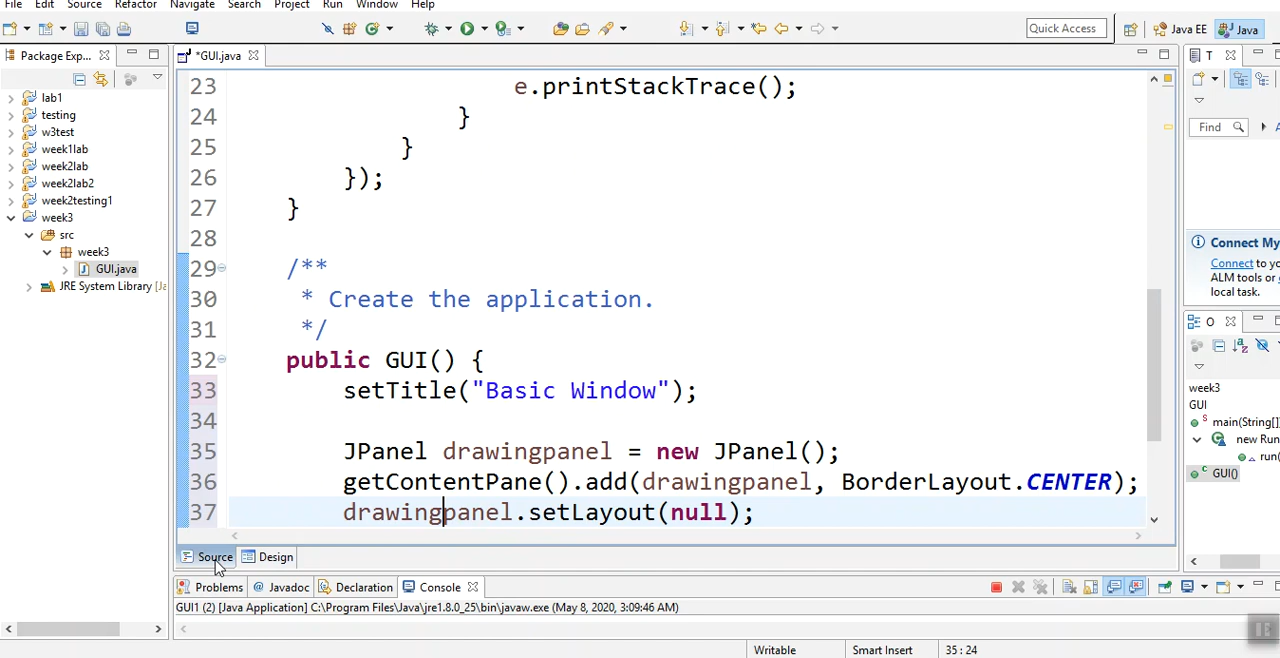 File Edit Source Refactor Navigate Search Project Run Window Help
Quick Access Java EE Java
Package Exp... *GUI.java T
lab1
testing
w3test
week1lab
week2lab
week2lab2
week2testing1
week3
src
week3
GUI.java
JRE System Library [Ja
23 e.printStackTrace();
24 }
25 }
26 });
27 }
28
29 /**
30 * Create the application.
31 */
32 public GUI() {
33 setTitle("Basic Window");
34
35 JPanel drawingpanel = new JPanel();
36 getContentPane().add(drawingpanel, BorderLayout.CENTER);
37 drawingpanel.setLayout(null);
Find A
Connect My
Connect to yo
ALM tools or
local task.
O
week3
GUI
main(String[]
new Run
run(
GUI()
Source Design
Problems Javadoc Declaration Console
GUI1 (2) [Java Application] C:\Program Files\Java\jre1.8.0_25\bin\javaw.exe (May 8, 2020, 3:09:46 AM)
Writable Smart Insert 35 : 24